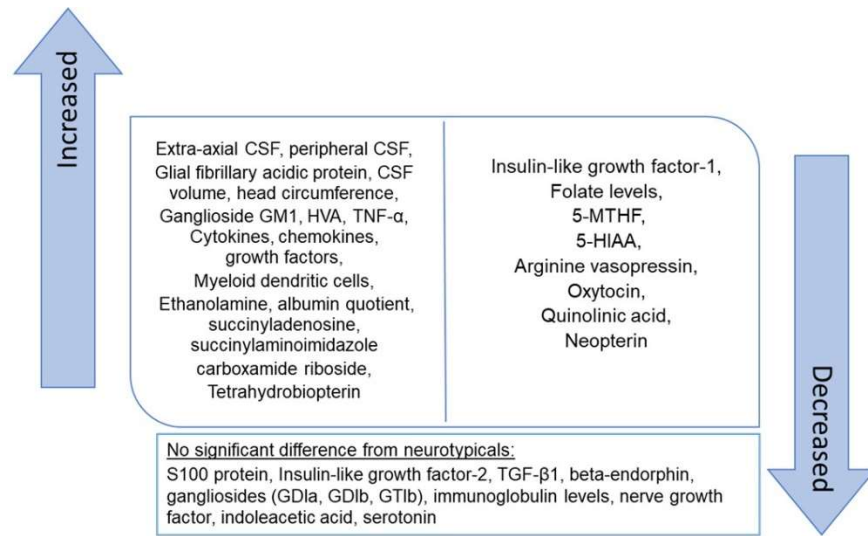 Increased
Extra-axial CSF, peripheral CSF,
Glial fibrillary acidic protein, CSF
volume, head circumference,
Ganglioside GM1, HVA, TNF-α,
Cytokines, chemokines,
growth factors,
Myeloid dendritic cells,
Ethanolamine, albumin quotient,
succinyladenosine,
succinylaminoimidazole
carboxamide riboside,
Tetrahydrobiopterin
Insulin-like growth factor-1,
Folate levels,
5-MTHF,
5-HIAA,
Arginine vasopressin,
Oxytocin,
Quinolinic acid,
Neopterin
Decreased
No significant difference from neurotypicals:
S100 protein, Insulin-like growth factor-2, TGF-β1, beta-endorphin,
gangliosides (GDIa, GDIb, GTIb), immunoglobulin levels, nerve growth
factor, indoleacetic acid, serotonin